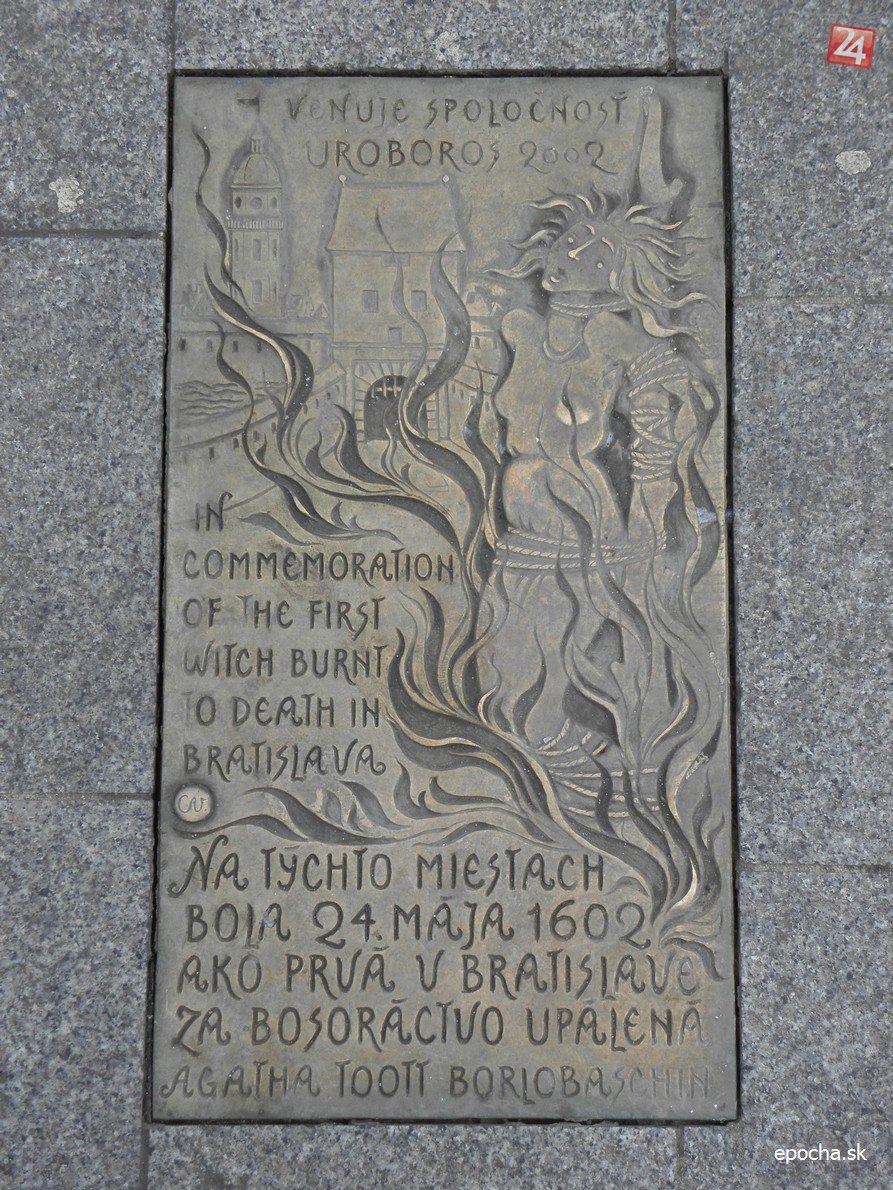 24
VENUJE SPOLOČNOSŤ
UROBOROS 2002
IN
COMMEMORATION
OF THE FIRST
WITCH BURNT
TO DEATH IN
BRATISLAVA
CV.
NA TÝCHTO MIESTACH
BOLA 24. MÁJA 1602
AKO PRVÁ V BRATISLAVE
ZA BOSORÁCTVO UPÁLENÁ
AGATHA TOOTT BORLOBASCHIN
epocha.sk